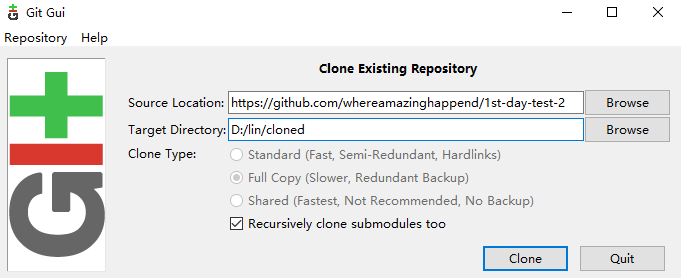 Git Gui
Repository Help
Clone Existing Repository
Source Location: https://github.com/whereamazinghappend/1st-day-test-2 Browse
Target Directory: D:/lin/cloned Browse
Clone Type: Standard (Fast, Semi-Redundant, Hardlinks)
Full Copy (Slower, Redundant Backup)
Shared (Fastest, Not Recommended, No Backup)
Recursively clone submodules too
Clone Quit
GIt